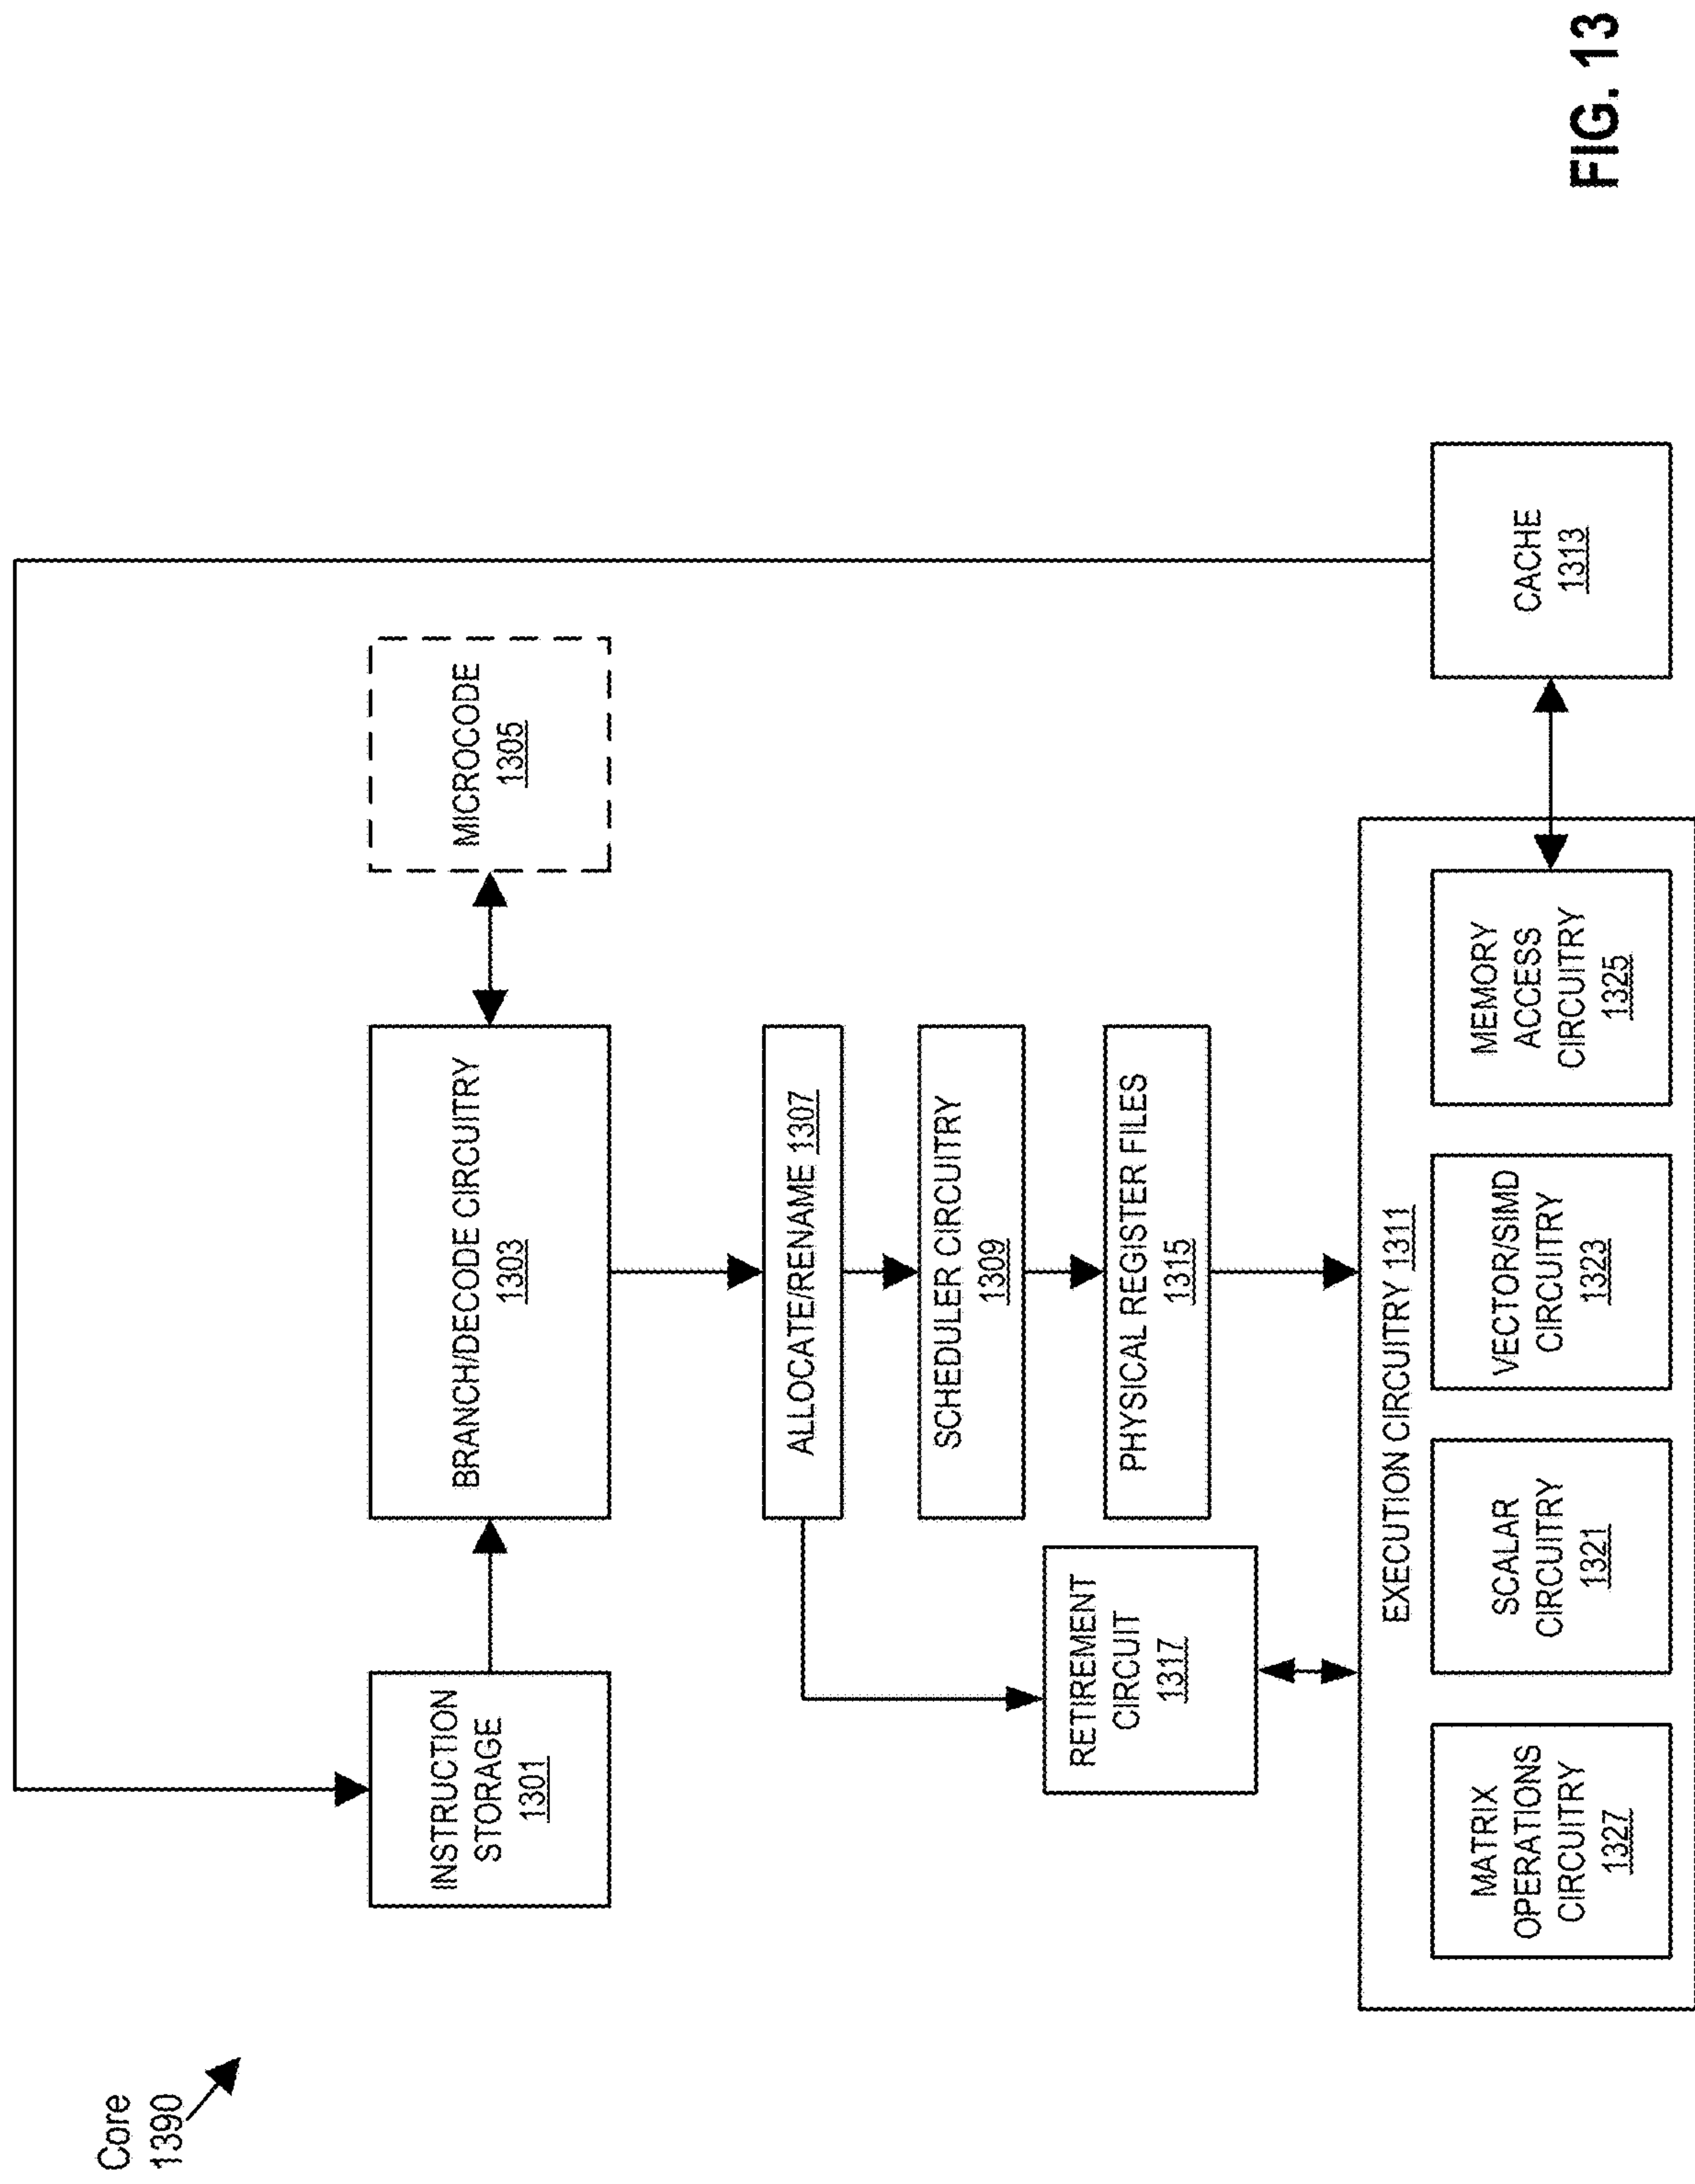 Core
1390
INSTRUCTION
STORAGE
1301
BRANCH/DECODE CIRCUITRY
1303
MICROCODE
1305
ALLOCATE/RENAME 1307
SCHEDULER CIRCUITRY
1309
RETIREMENT
CIRCUIT
1317
PHYSICAL REGISTER FILES
1315
EXECUTION CIRCUITRY 1311
MATRIX
OPERATIONS
CIRCUITRY
1327
SCALAR
CIRCUITRY
1321
VECTOR/SIMD
CIRCUITRY
1323
MEMORY
ACCESS
CIRCUITRY
1325
CACHE
1313
FIG. 13